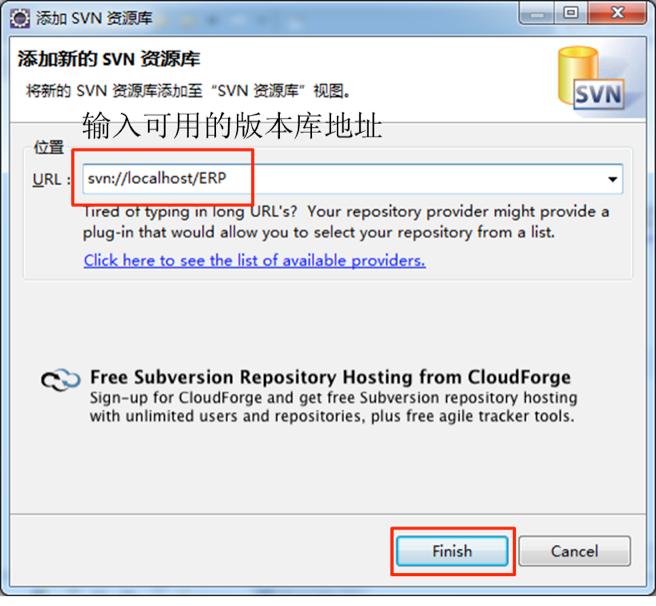 添加 SVN 资源库
添加新的 SVN 资源库
将新的 SVN 资源库添加至“SVN 资源库”视图。
SVN
输入可用的版本库地址
位置
URL： svn://localhost/ERP
Tired of typing in long URL's?  Your repository provider might provide a
plug-in that would allow you to select your repository from a list.
Click here to see the list of available providers.
Free Subversion Repository Hosting from CloudForge
Sign-up for CloudForge and get free Subversion repository hosting
with unlimited users and repositories, plus free agile tracker tools.
Finish Cancel